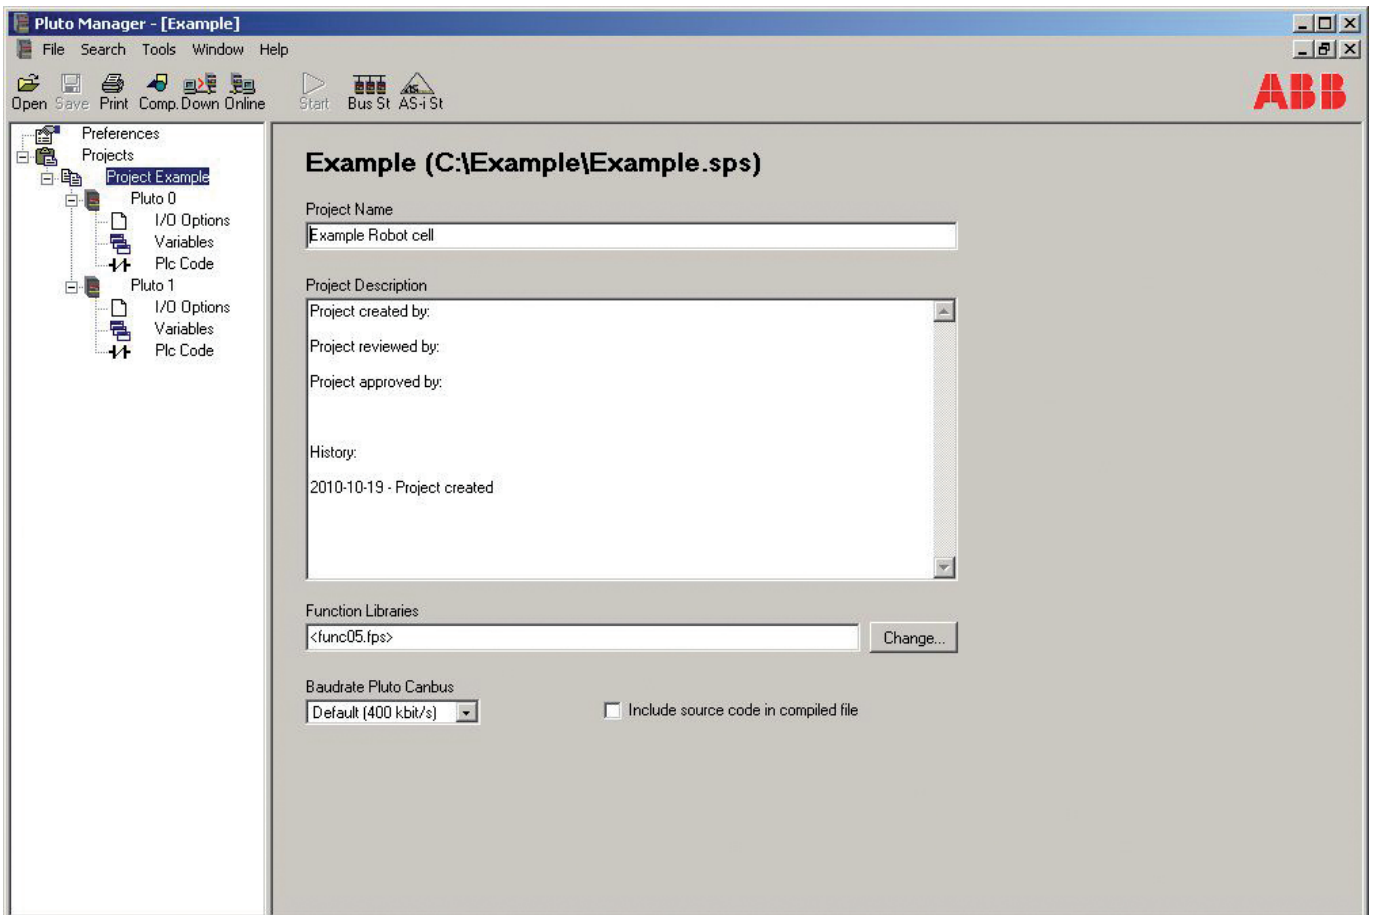 Pluto Manager - [Example]
File Search Tools Window Help
Open Save Print Comp. Down Online Start Bus St AS-i St
ABB
Preferences
Projects
Project Example
Pluto 0
I/O Options
Variables
Plc Code
Pluto 1
I/O Options
Variables
Plc Code
Example (C:\Example\Example.sps)
Project Name
Example Robot cell
Project Description
Project created by:
Project reviewed by:
Project approved by:
History:
2010-10-19 - Project created
Function Libraries
<func05.fps>
Change...
Baudrate Pluto Canbus
Default (400 kbit/s)
Include source code in compiled file